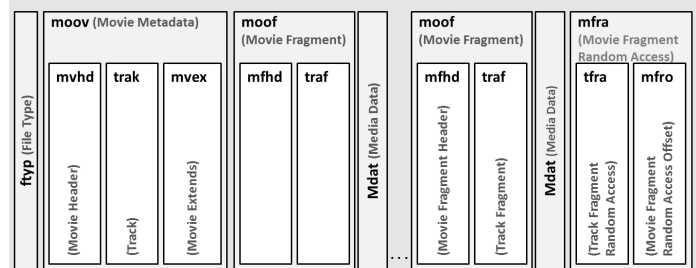 ftyp (File Type)
moov (Movie Metadata)
mvhd
(Movie Header)
trak
(Track)
mvex
(Movie Extends)
moof
(Movie Fragment)
mfhd
traf
Mdat (Media Data)
...
moof
(Movie Fragment)
mfhd
(Movie Fragment Header)
traf
(Track Fragment)
Mdat (Media Data)
mfra
(Movie Fragment
Random Access)
tfra
(Track Fragment
Random Access)
mfro
(Movie Fragment
Random Access Offset)